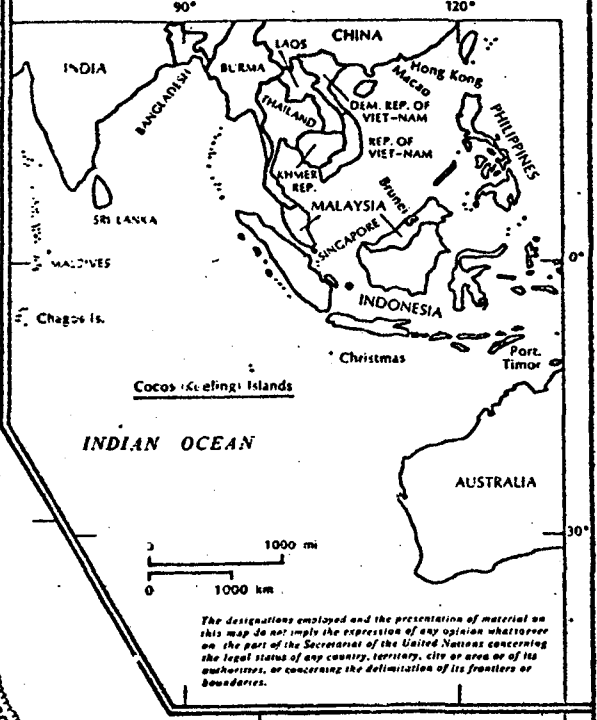 90°
120°
LAOS
CHINA
INDIA
BURMA
Hong Kong
Macao
BANGLADESH
THAILAND
DEM. REP. OF
VIET-NAM
PHILIPPINES
REP. OF
VIET-NAM
KHMER
REP.
Brunei
MALAYSIA
SRI LANKA
SINGAPORE
MALDIVES
0°
INDONESIA
Chagos Is.
Christmas
Port.
Timor
Cocos (Keeling) Islands
INDIAN OCEAN
AUSTRALIA
30°
0 1000 mi
0 1000 km
The designations employed and the presentation of material on
this map do not imply the expression of any opinion whatsoever
on the part of the Secretariat of the United Nations concerning
the legal status of any country, territory, city or area or of its
authorities, or concerning the delimitation of its frontiers or
boundaries.